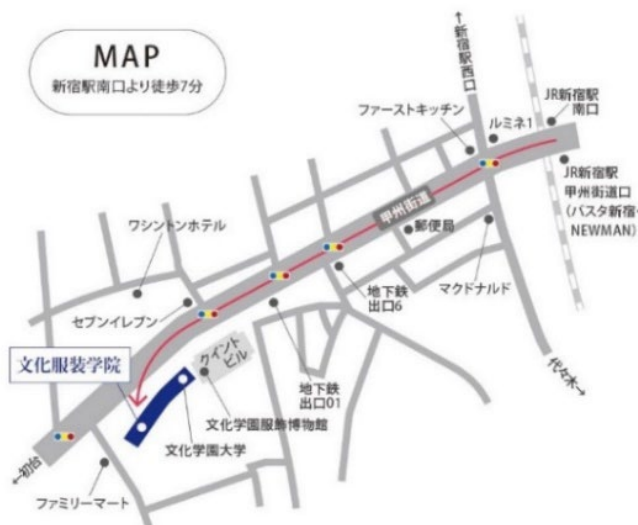 MAP
新宿駅南口より徒歩7分
←新宿駅西口
ファーストキッチン
ルミネ1
JR新宿駅
南口
JR新宿駅
甲州街道口
(バスタ新宿・
NEWMAN)
甲州街道
郵便局
ワシントンホテル
地下鉄
出口6
マクドナルド
セブンイレブン
クイント
ビル
文化服装学院
地下鉄
出口01
代々木→
文化学園服飾博物館
文化学園大学
←初台
ファミリーマート